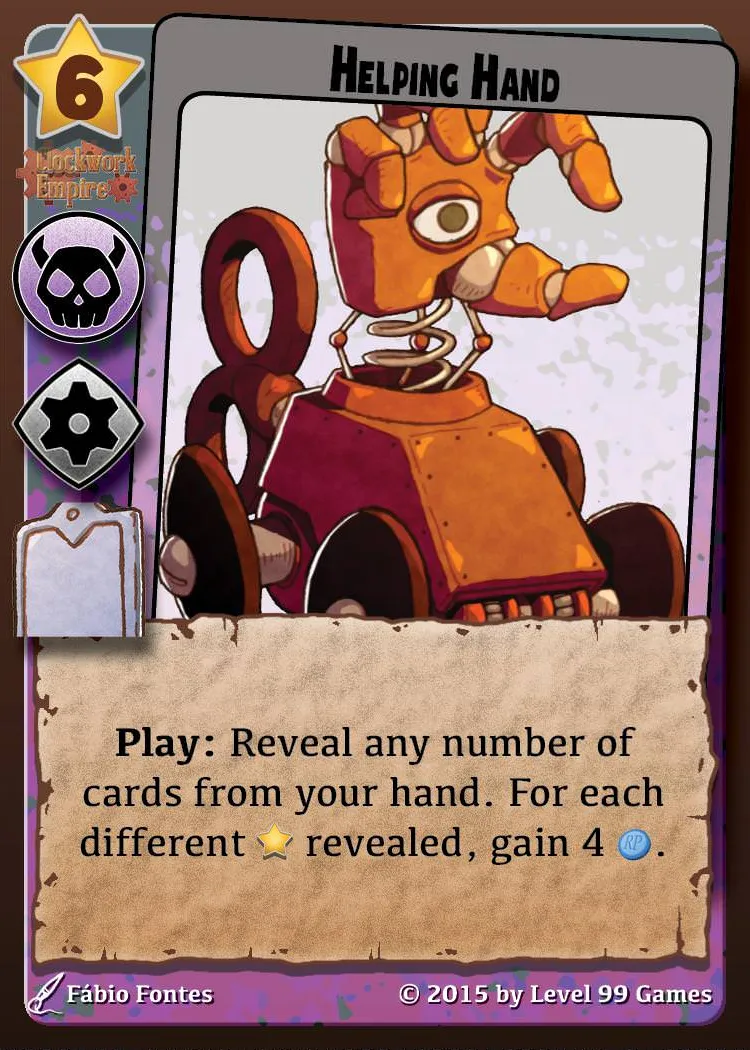 6
Helping Hand
Clockwork
Empire
Play: Reveal any number of
cards from your hand. For each
different revealed, gain 4 RP.
Fábio Fontes
© 2015 by Level 99 Games